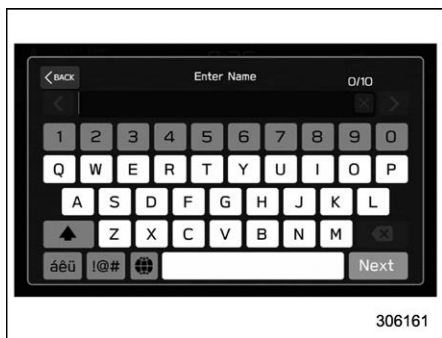 BACK Enter Name 0/10
1 2 3 4 5 6 7 8 9 0
Q W E R T Y U I O P
A S D F G H J K L
Z X C V B N M
áêü !@# Next
306161